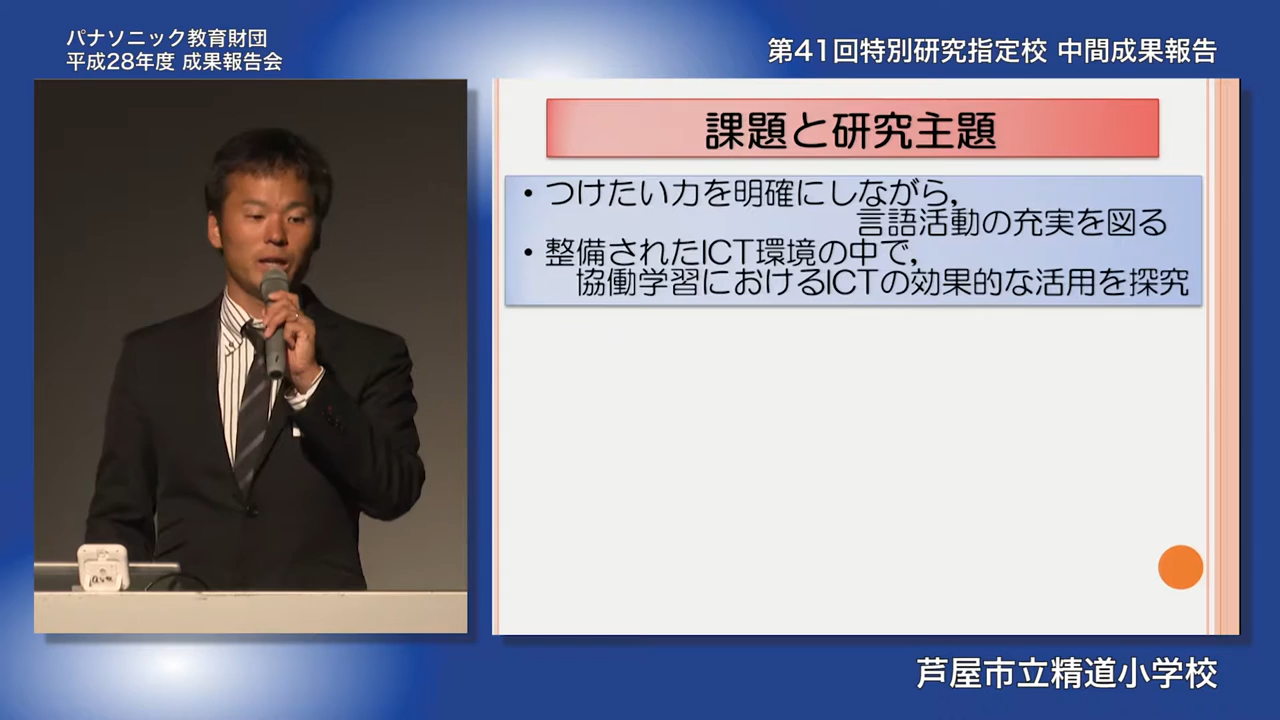 パナソニック教育財団
平成28年度 成果報告会
第41回特別研究指定校 中間成果報告
課題と研究主題
• つけたい力を明確にしながら,
言語活動の充実を図る
• 整備されたICT環境の中で,
協働学習におけるICTの効果的な活用を探究
芦屋市立精道小学校